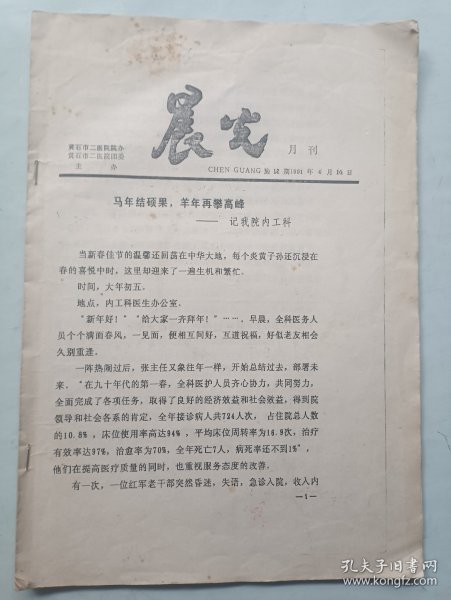 黄石市二医院院办
黄石市二医院团委
主 办
晨光
月 刊
CHEN GUANG 第12期1991年4月10日
马年结硕果,羊年再攀高峰
——记我院内工科
当新春佳节的温馨还回荡在中华大地,每个炎黄子孙还沉浸在
春的喜悦中时,这里却迎来了一遍生机和繁忙。
时间,大年初五。
地点,内工科医生办公室。
“新年好!”“给大家一齐拜年!”……,早晨,全科医务人
员个个满面春风,一见面,便相互问好,互道祝福,好似老友相会
久别重逢。
一阵热闹过后,张主任又象往年一样,开始总结过去,部署未
来。“在九十年代的第一春,全科医护人员齐心协力,共同努力,
全面完成了各项任务,取得了良好的经济效益和社会效益,得到院
领导和社会各系的肯定,全年接诊病人共724人次,占住院总人数
的10.8%,床位使用率高达94%,平均床位周转率为16.9次,治疗
有效率达97%,治愈率为70%,全年死亡7人,病死率还不到1%”,
他们在提高医疗质量的同时,也重视服务态度的改善。
有一次,一位红军老干部突然昏迷,失语,急诊入院,收入内
—1—
孔夫子旧书网
https://kongfz.com